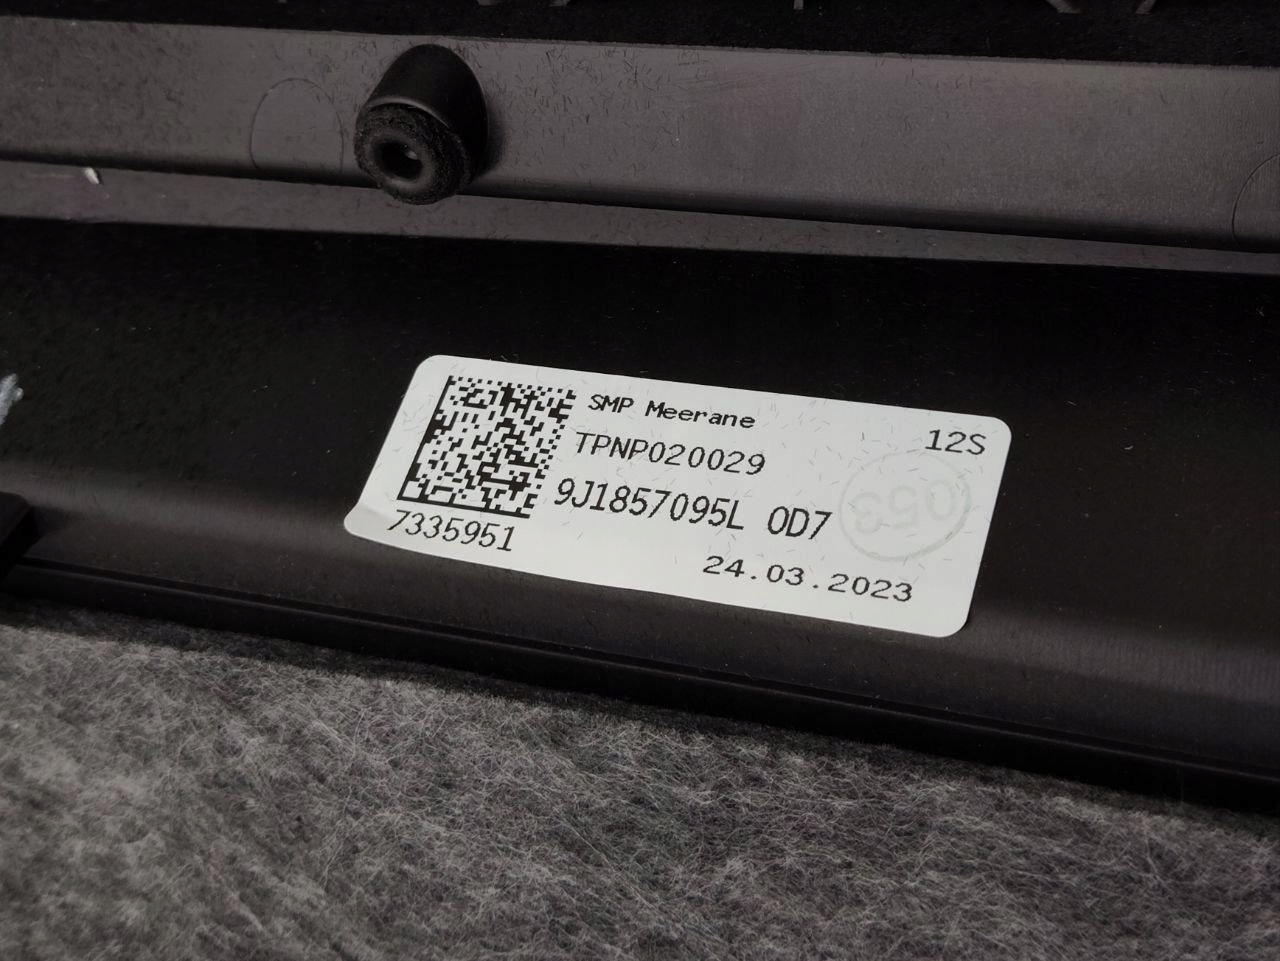 SMP Meerane
12S
TPNP020029
9J1857095L 0D7
053
7335951
24.03.2023